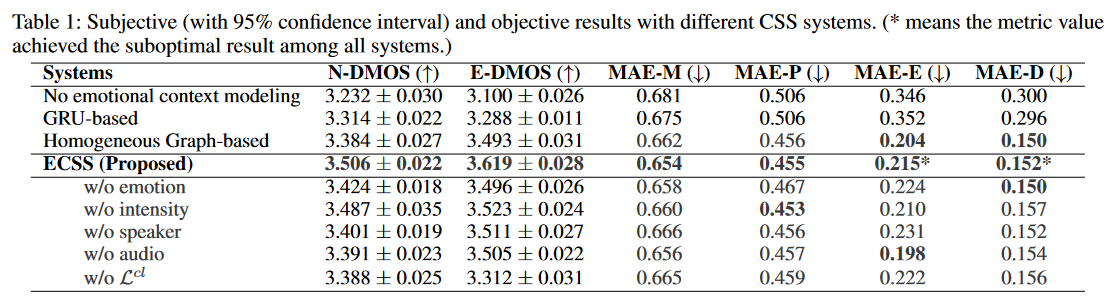 Table 1: Subjective (with 95% confidence interval) and objective results with different CSS systems. (* means the metric value
achieved the suboptimal result among all systems.)
Systems N-DMOS (↑) E-DMOS (↑) MAE-M (↓) MAE-P (↓) MAE-E (↓) MAE-D (↓)
No emotional context modeling 3.232 ± 0.030 3.100 ± 0.026 0.681 0.506 0.346 0.300
GRU-based 3.314 ± 0.022 3.288 ± 0.011 0.675 0.506 0.352 0.296
Homogeneous Graph-based 3.384 ± 0.027 3.493 ± 0.031 0.662 0.456 0.204 0.150
ECSS (Proposed) 3.506 ± 0.022 3.619 ± 0.028 0.654 0.455 0.215* 0.152*
w/o emotion 3.424 ± 0.018 3.496 ± 0.026 0.658 0.467 0.224 0.150
w/o intensity 3.487 ± 0.035 3.523 ± 0.024 0.660 0.453 0.210 0.157
w/o speaker 3.401 ± 0.019 3.511 ± 0.027 0.666 0.456 0.231 0.152
w/o audio 3.391 ± 0.023 3.505 ± 0.022 0.656 0.457 0.198 0.154
w/o ℒᶜˡ 3.388 ± 0.025 3.312 ± 0.031 0.665 0.459 0.222 0.156